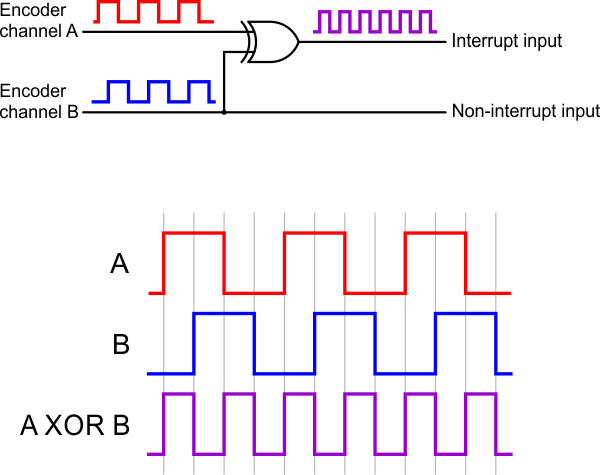 Encoder
channel A
Interrupt input
Encoder
channel B
Non-interrupt input
A
B
A XOR B